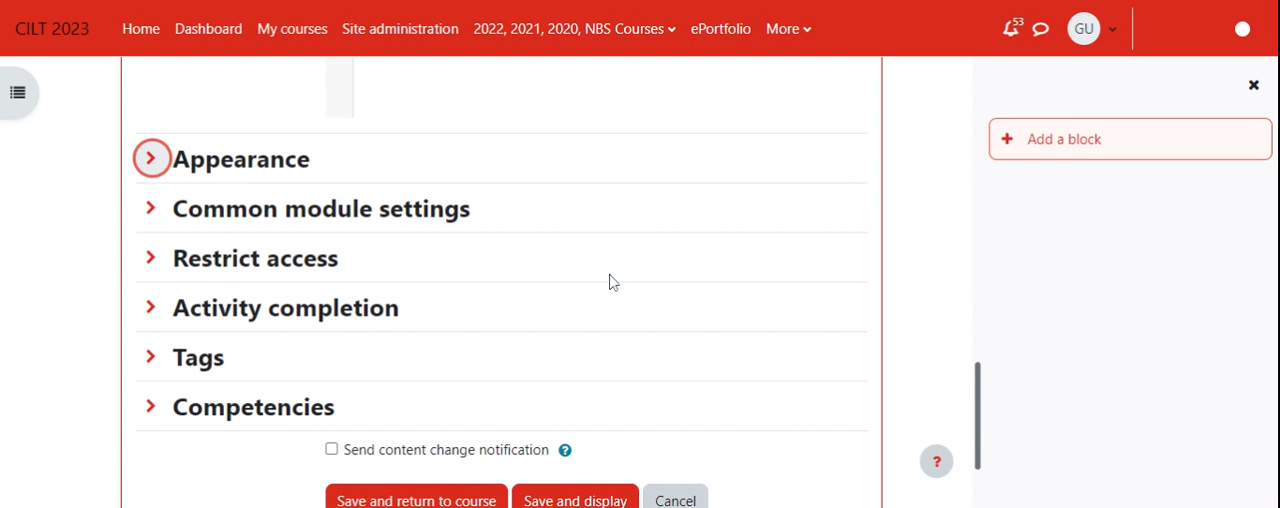 CILT 2023 Home Dashboard My courses Site administration 2022, 2021, 2020, NBS Courses ePortfolio More 53 GU
+ Add a block
Appearance
Common module settings
Restrict access
Activity completion
Tags
Competencies
Send content change notification ?
?
Save and return to course Save and display Cancel